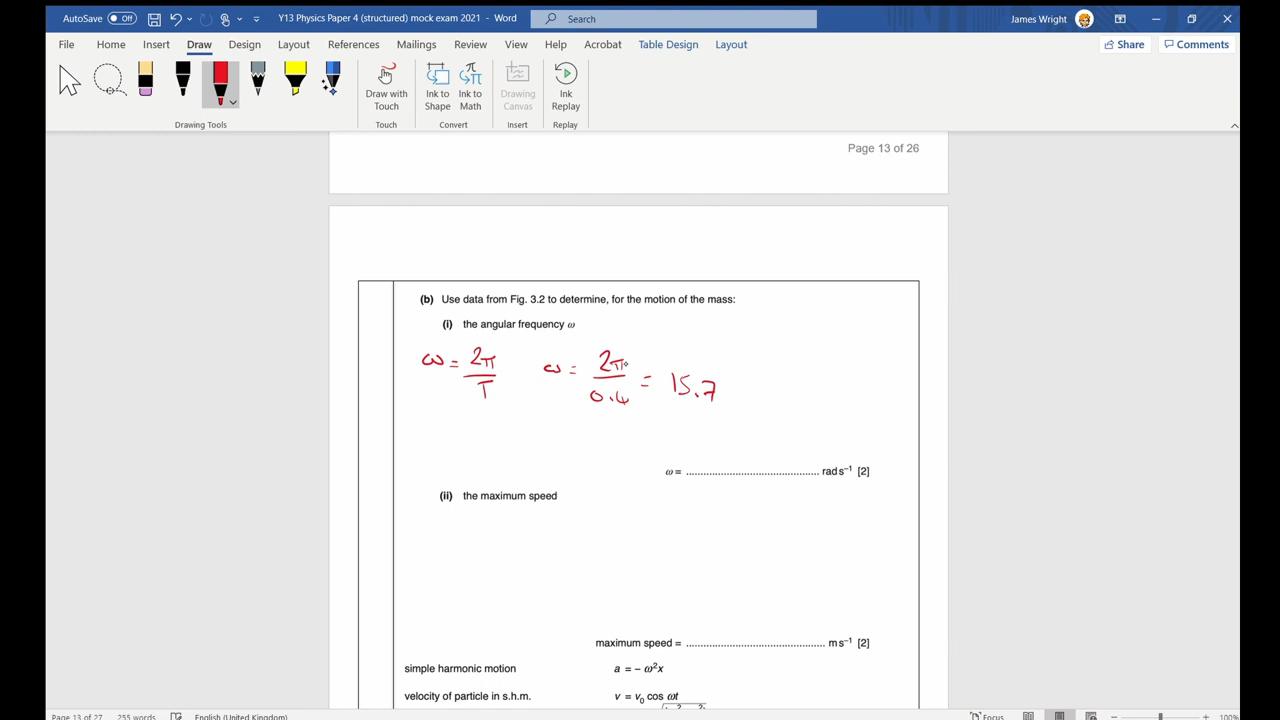 AutoSave Off Y13 Physics Paper 4 (structured) mock exam 2021 - Word Search James Wright
File Home Insert Draw Design Layout References Mailings Review View Help Acrobat Table Design Layout Share Comments
Draw with Touch Ink to Shape Ink to Math Drawing Canvas Ink Replay
Drawing Tools Touch Convert Insert Replay
Page 13 of 26
(b) Use data from Fig. 3.2 to determine, for the motion of the mass:
(i) the angular frequency ω
ω = 2π/T ω = 2π/0.4 = 15.7
ω = ............................................. rad s⁻¹ [2]
(ii) the maximum speed
maximum speed = ............................................... m s⁻¹ [2]
simple harmonic motion a = – ω²x
velocity of particle in s.h.m. v = v₀ cos ωt
Page 13 of 27 255 words English (United Kingdom) Focus 100%